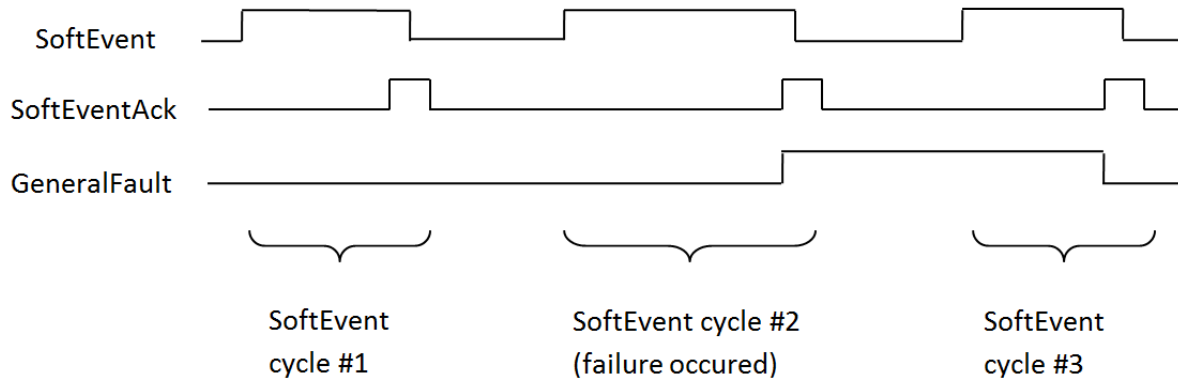 SoftEvent
SoftEventAck
GeneralFault
SoftEvent
cycle #1
SoftEvent cycle #2
(failure occured)
SoftEvent
cycle #3